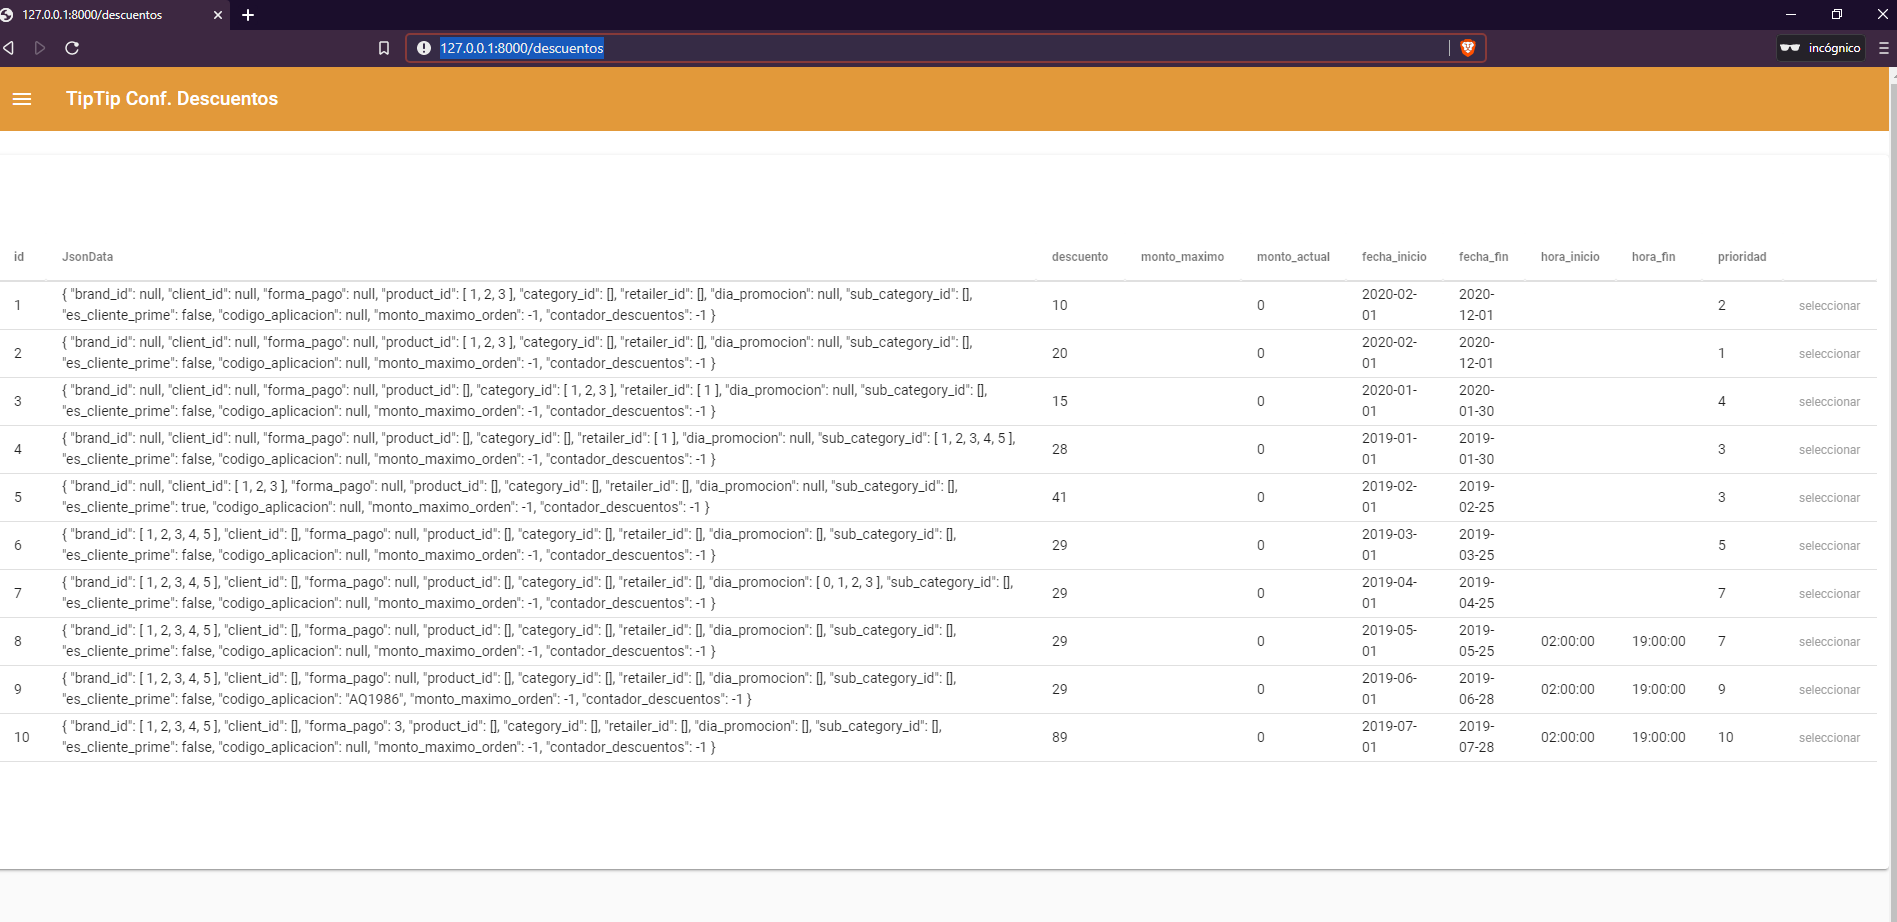 127.0.0.1:8000/descuentos
127.0.0.1:8000/descuentos
incógnito
TipTip Conf. Descuentos
id JsonData descuento monto_maximo monto_actual fecha_inicio fecha_fin hora_inicio hora_fin prioridad
1 { "brand_id": null, "client_id": null, "forma_pago": null, "product_id": [ 1, 2, 3 ], "category_id": [], "retailer_id": [], "dia_promocion": null, "sub_category_id": [],
"es_cliente_prime": false, "codigo_aplicacion": null, "monto_maximo_orden": -1, "contador_descuentos": -1 } 10 0 2020-02-01 2020-12-01 2 seleccionar
2 { "brand_id": null, "client_id": null, "forma_pago": null, "product_id": [ 1, 2, 3 ], "category_id": [], "retailer_id": [], "dia_promocion": null, "sub_category_id": [],
"es_cliente_prime": false, "codigo_aplicacion": null, "monto_maximo_orden": -1, "contador_descuentos": -1 } 20 0 2020-02-01 2020-12-01 1 seleccionar
3 { "brand_id": null, "client_id": null, "forma_pago": null, "product_id": [], "category_id": [ 1, 2, 3 ], "retailer_id": [ 1 ], "dia_promocion": null, "sub_category_id": [],
"es_cliente_prime": false, "codigo_aplicacion": null, "monto_maximo_orden": -1, "contador_descuentos": -1 } 15 0 2020-01-01 2020-01-30 4 seleccionar
4 { "brand_id": null, "client_id": null, "forma_pago": null, "product_id": [], "category_id": [], "retailer_id": [ 1 ], "dia_promocion": null, "sub_category_id": [ 1, 2, 3, 4, 5 ],
"es_cliente_prime": false, "codigo_aplicacion": null, "monto_maximo_orden": -1, "contador_descuentos": -1 } 28 0 2019-01-01 2019-01-30 3 seleccionar
5 { "brand_id": null, "client_id": [ 1, 2, 3 ], "forma_pago": null, "product_id": [], "category_id": [], "retailer_id": [], "dia_promocion": null, "sub_category_id": [],
"es_cliente_prime": true, "codigo_aplicacion": null, "monto_maximo_orden": -1, "contador_descuentos": -1 } 41 0 2019-02-01 2019-02-25 3 seleccionar
6 { "brand_id": [ 1, 2, 3, 4, 5 ], "client_id": [], "forma_pago": null, "product_id": [], "category_id": [], "retailer_id": [], "dia_promocion": [], "sub_category_id": [],
"es_cliente_prime": false, "codigo_aplicacion": null, "monto_maximo_orden": -1, "contador_descuentos": -1 } 29 0 2019-03-01 2019-03-25 5 seleccionar
7 { "brand_id": [ 1, 2, 3, 4, 5 ], "client_id": [], "forma_pago": null, "product_id": [], "category_id": [], "retailer_id": [], "dia_promocion": [ 0, 1, 2, 3 ], "sub_category_id": [],
"es_cliente_prime": false, "codigo_aplicacion": null, "monto_maximo_orden": -1, "contador_descuentos": -1 } 29 0 2019-04-01 2019-04-25 7 seleccionar
8 { "brand_id": [ 1, 2, 3, 4, 5 ], "client_id": [], "forma_pago": null, "product_id": [], "category_id": [], "retailer_id": [], "dia_promocion": [], "sub_category_id": [],
"es_cliente_prime": false, "codigo_aplicacion": null, "monto_maximo_orden": -1, "contador_descuentos": -1 } 29 0 2019-05-01 2019-05-25 02:00:00 19:00:00 7 seleccionar
9 { "brand_id": [ 1, 2, 3, 4, 5 ], "client_id": [], "forma_pago": null, "product_id": [], "category_id": [], "retailer_id": [], "dia_promocion": [], "sub_category_id": [],
"es_cliente_prime": false, "codigo_aplicacion": "AQ1986", "monto_maximo_orden": -1, "contador_descuentos": -1 } 29 0 2019-06-01 2019-06-28 02:00:00 19:00:00 9 seleccionar
10 { "brand_id": [ 1, 2, 3, 4, 5 ], "client_id": [], "forma_pago": 3, "product_id": [], "category_id": [], "retailer_id": [], "dia_promocion": [], "sub_category_id": [],
"es_cliente_prime": false, "codigo_aplicacion": null, "monto_maximo_orden": -1, "contador_descuentos": -1 } 89 0 2019-07-01 2019-07-28 02:00:00 19:00:00 10 seleccionar